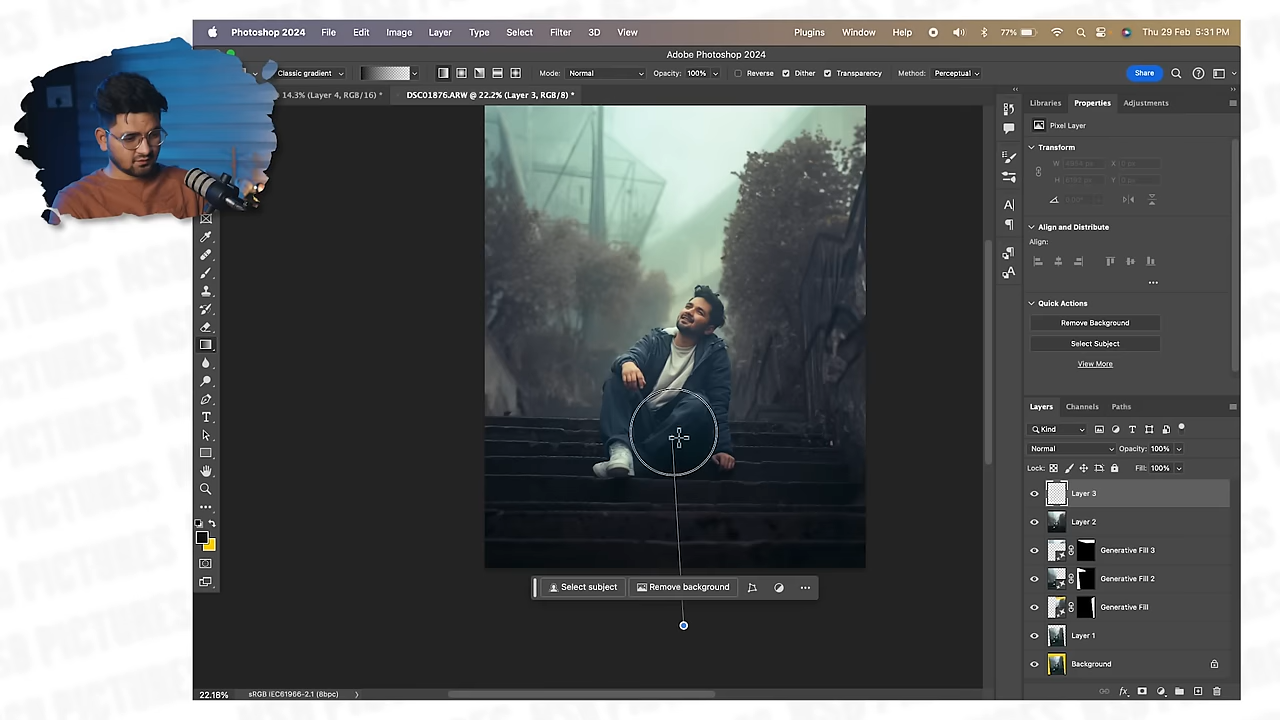 Photoshop 2024 File Edit Image Layer Type Select Filter 3D View Plugins Window Help 77% Thu 29 Feb 5:31 PM
Adobe Photoshop 2024
Classic gradient Mode: Normal Opacity: 100% Reverse Dither Transparency Method: Perceptual Share
14.3% (Layer 4, RGB/16) * DSC01876.ARW @ 22.2% (Layer 3, RGB/8) *
Libraries Properties Adjustments
Pixel Layer
Transform
Align and Distribute
Align:
Quick Actions
Remove Background
Select Subject
View More
Layers Channels Paths
Kind
Normal Opacity: 100%
Lock: Fill: 100%
Layer 3
Layer 2
Generative Fill 3
Generative Fill 2
Generative Fill
Layer 1
Background
Select subject Remove background
22.18% sRGB IEC61966-2.1 (8bpc)